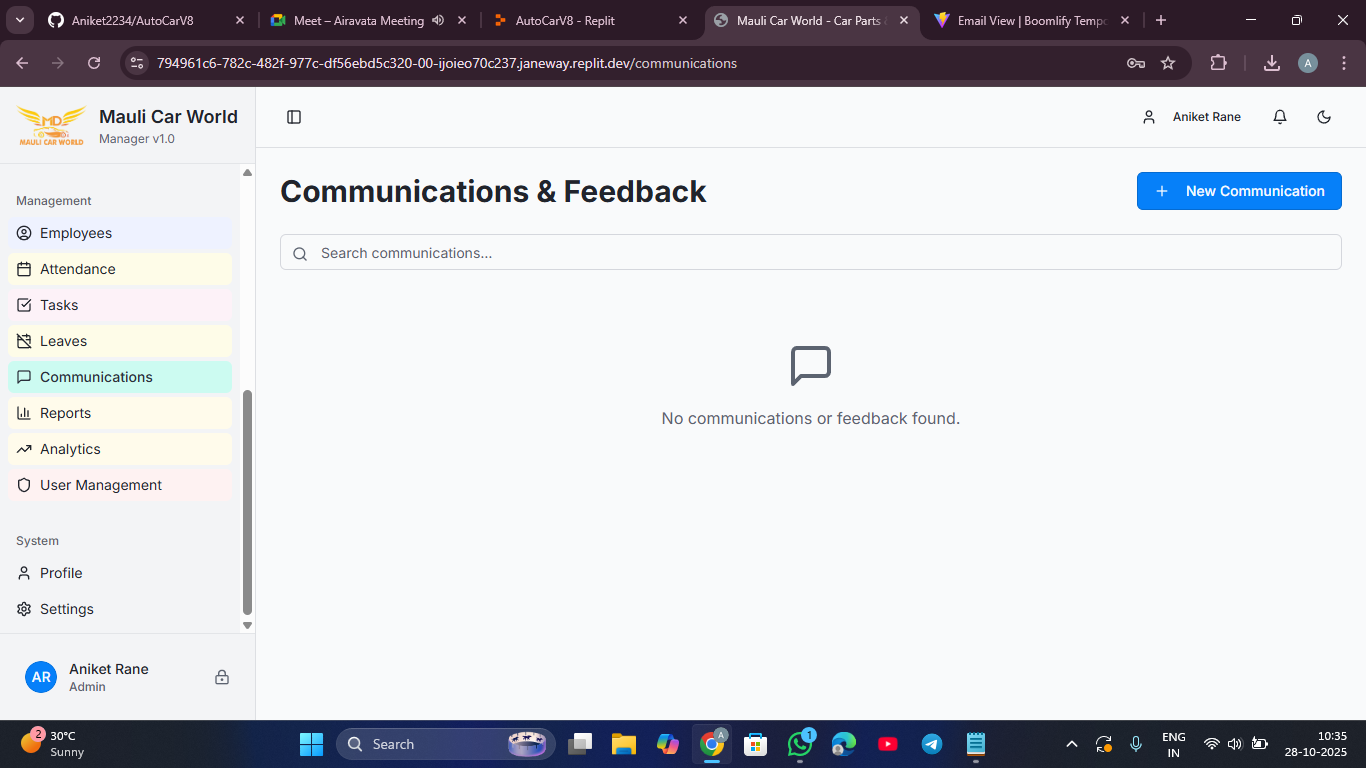 Aniket2234/AutoCarV8
Meet – Airavata Meeting
AutoCarV8 - Replit
Mauli Car World - Car Parts
Email View | Boomlify Tempo
794961c6-782c-482f-977c-df56ebd5c320-00-ijoieo70c237.janeway.replit.dev/communications
A
MD
MAULI CAR WORLD
Mauli Car World
Manager v1.0
Aniket Rane
Management
Employees
Attendance
Tasks
Leaves
Communications
Reports
Analytics
User Management
System
Profile
Settings
AR
Aniket Rane
Admin
Communications & Feedback
New Communication
Search communications...
No communications or feedback found.
2
30°C
Sunny
Search
A
1
ENG
IN
10:35
28-10-2025